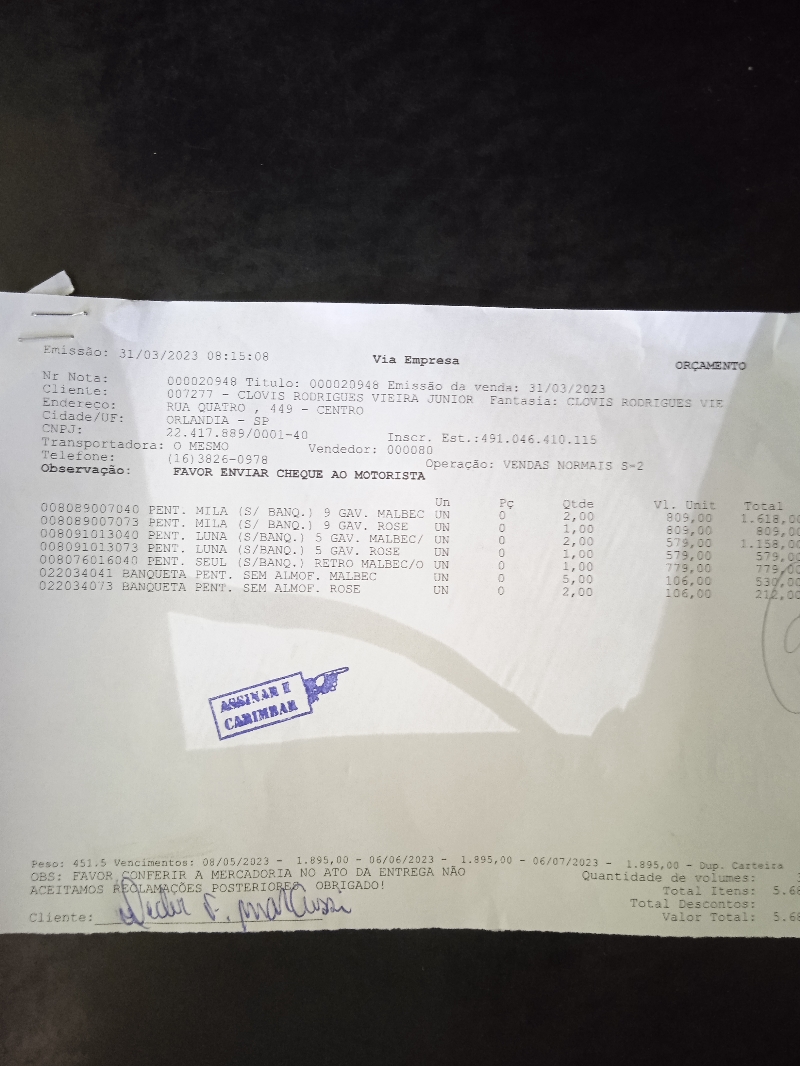 Emissão: 31/03/2023 08:15:08 Via Empresa ORÇAMENTO
Nr Nota: 000020948 Titulo: 000020948 Emissão da venda: 31/03/2023
Cliente: 007277 - CLOVIS RODRIGUES VIEIRA JUNIOR Fantasia: CLOVIS RODRIGUES VIE
Endereço: RUA QUATRO , 449 - CENTRO
Cidade/UF: ORLANDIA - SP
CNPJ: 22.417.889/0001-40 Inscr. Est.:491.046.410.115
Transportadora: O MESMO Vendedor: 000080
Telefone: (16)3826-0978 Operação: VENDAS NORMAIS S-2
Observação: FAVOR ENVIAR CHEQUE AO MOTORISTA
Un Pç Qtde Vl. Unit Total
008089007040 PENT. MILA (S/ BANQ.) 9 GAV. MALBEC UN 0 2,00 809,00 1.618,00
008089007073 PENT. MILA (S/ BANQ.) 9 GAV. ROSE UN 0 1,00 809,00 809,00
008091013040 PENT. LUNA (S/BANQ.) 5 GAV. MALBEC/ UN 0 2,00 579,00 1.158,00
008091013073 PENT. LUNA (S/BANQ.) 5 GAV. ROSE UN 0 1,00 579,00 579,00
008076016040 PENT. SEUL (S/BANQ.) RETRO MALBEC/O UN 0 1,00 779,00 779,00
022034041 BANQUETA PENT. SEM ALMOF. MALBEC UN 0 5,00 106,00 530,00
022034073 BANQUETA PENT. SEM ALMOF. ROSE UN 0 2,00 106,00 212,00
ASSINAR E
CARIMBAR
Peso: 451.5 Vencimentos: 08/05/2023 - 1.895,00 - 06/06/2023 - 1.895,00 - 06/07/2023 - 1.895,00 - Dup. Carteira
OBS: FAVOR CONFERIR A MERCADORIA NO ATO DA ENTREGA NÃO
ACEITAMOS RECLAMAÇÕES POSTERIORES OBRIGADO!
Quantidade de volumes:
Total Itens: 5.68
Total Descontos:
Valor Total: 5.68
Cliente: